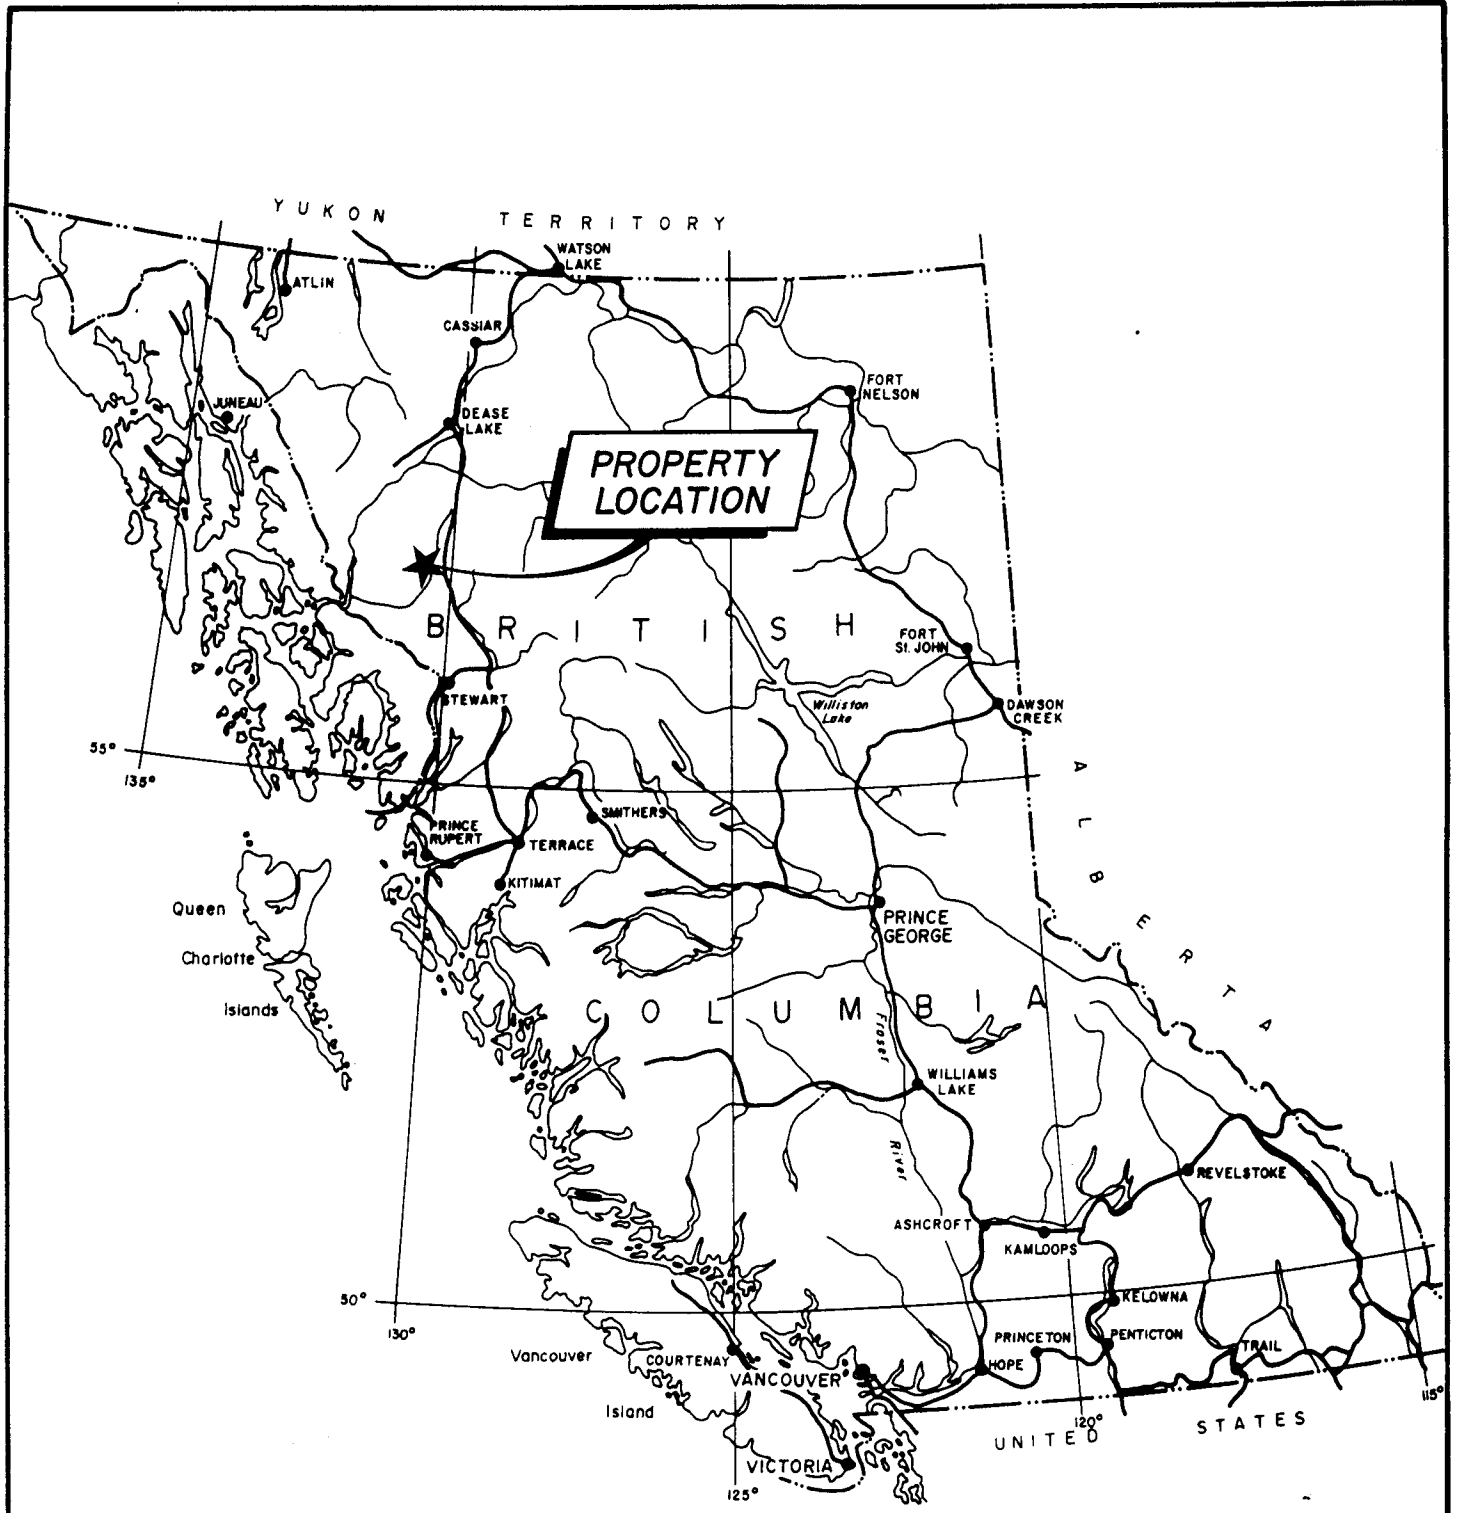 YUKON TERRITORY
WATSON
LAKE
ATLIN
CASSIAR
FORT
NELSON
JUNEAU
DEASE
LAKE
PROPERTY
LOCATION
BRITISH
FORT
St. JOHN
STEWART
Williston
Lake
DAWSON
CREEK
55°
135°
ALBERTA
PRINCE
RUPERT
SMITHERS
TERRACE
KITIMAT
Queen
Charlotte
Islands
PRINCE
GEORGE
COLUMBIA
Fraser
River
WILLIAMS
LAKE
REVELSTOKE
ASHCROFT
KAMLOOPS
50°
130°
KELOWNA
PRINCETON
PENTICTON
TRAIL
HOPE
Vancouver
Island
COURTENAY
VANCOUVER
115°
120°
UNITED STATES
VICTORIA
125°